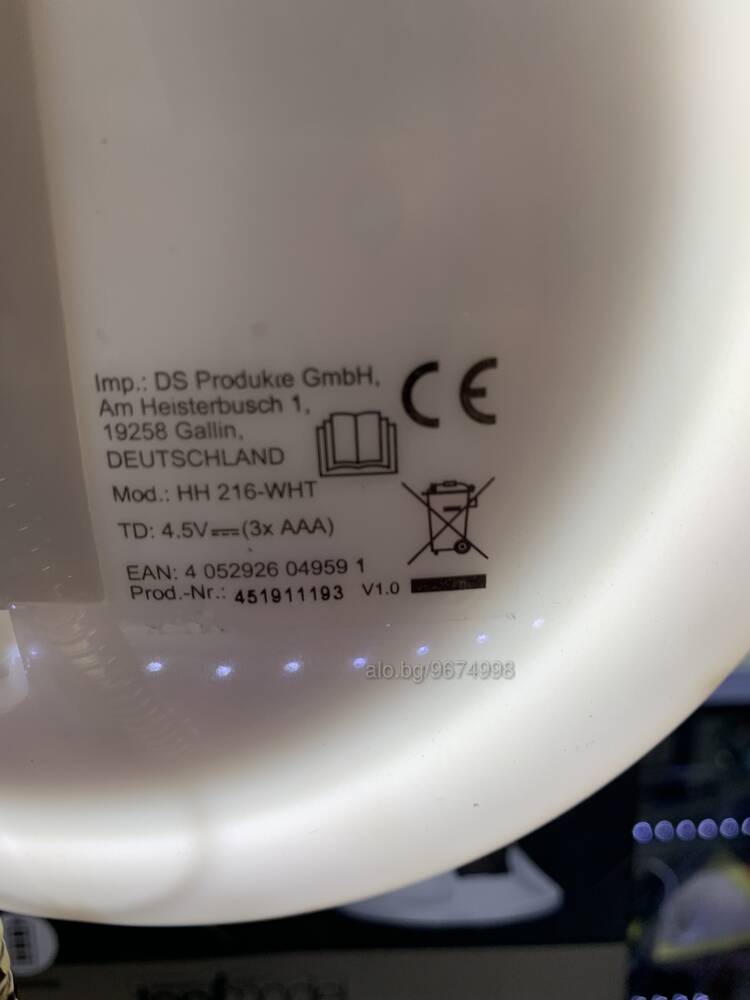 Imp.: DS Produkte GmbH,
Am Heisterbusch 1,
19258 Gallin,
DEUTSCHLAND
CE
Mod.: HH 216-WHT
TD: 4.5V⎓(3x AAA)
EAN: 4 052926 04959 1
Prod.-Nr.: 451911193 V1.0
alo.bg/9674998